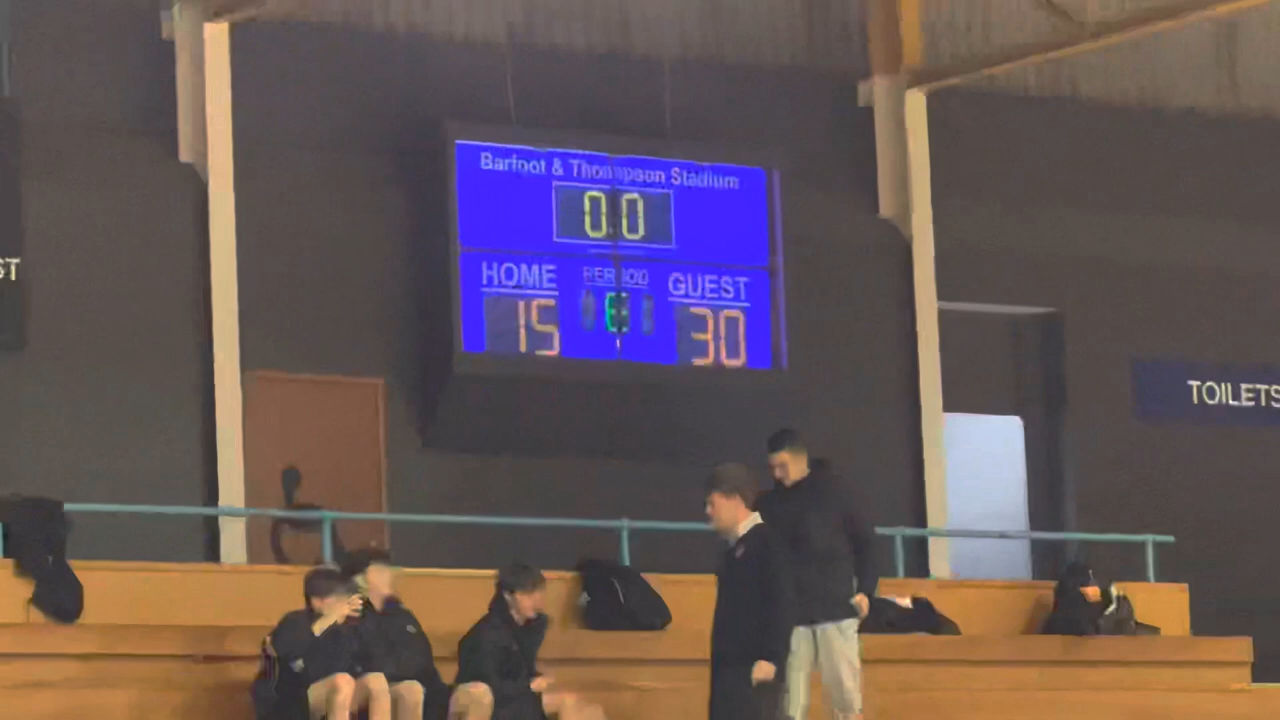 Barfoot & Thompson Stadium
0.0
HOME
PERIOD
GUEST
15
30
ST
TOILETS